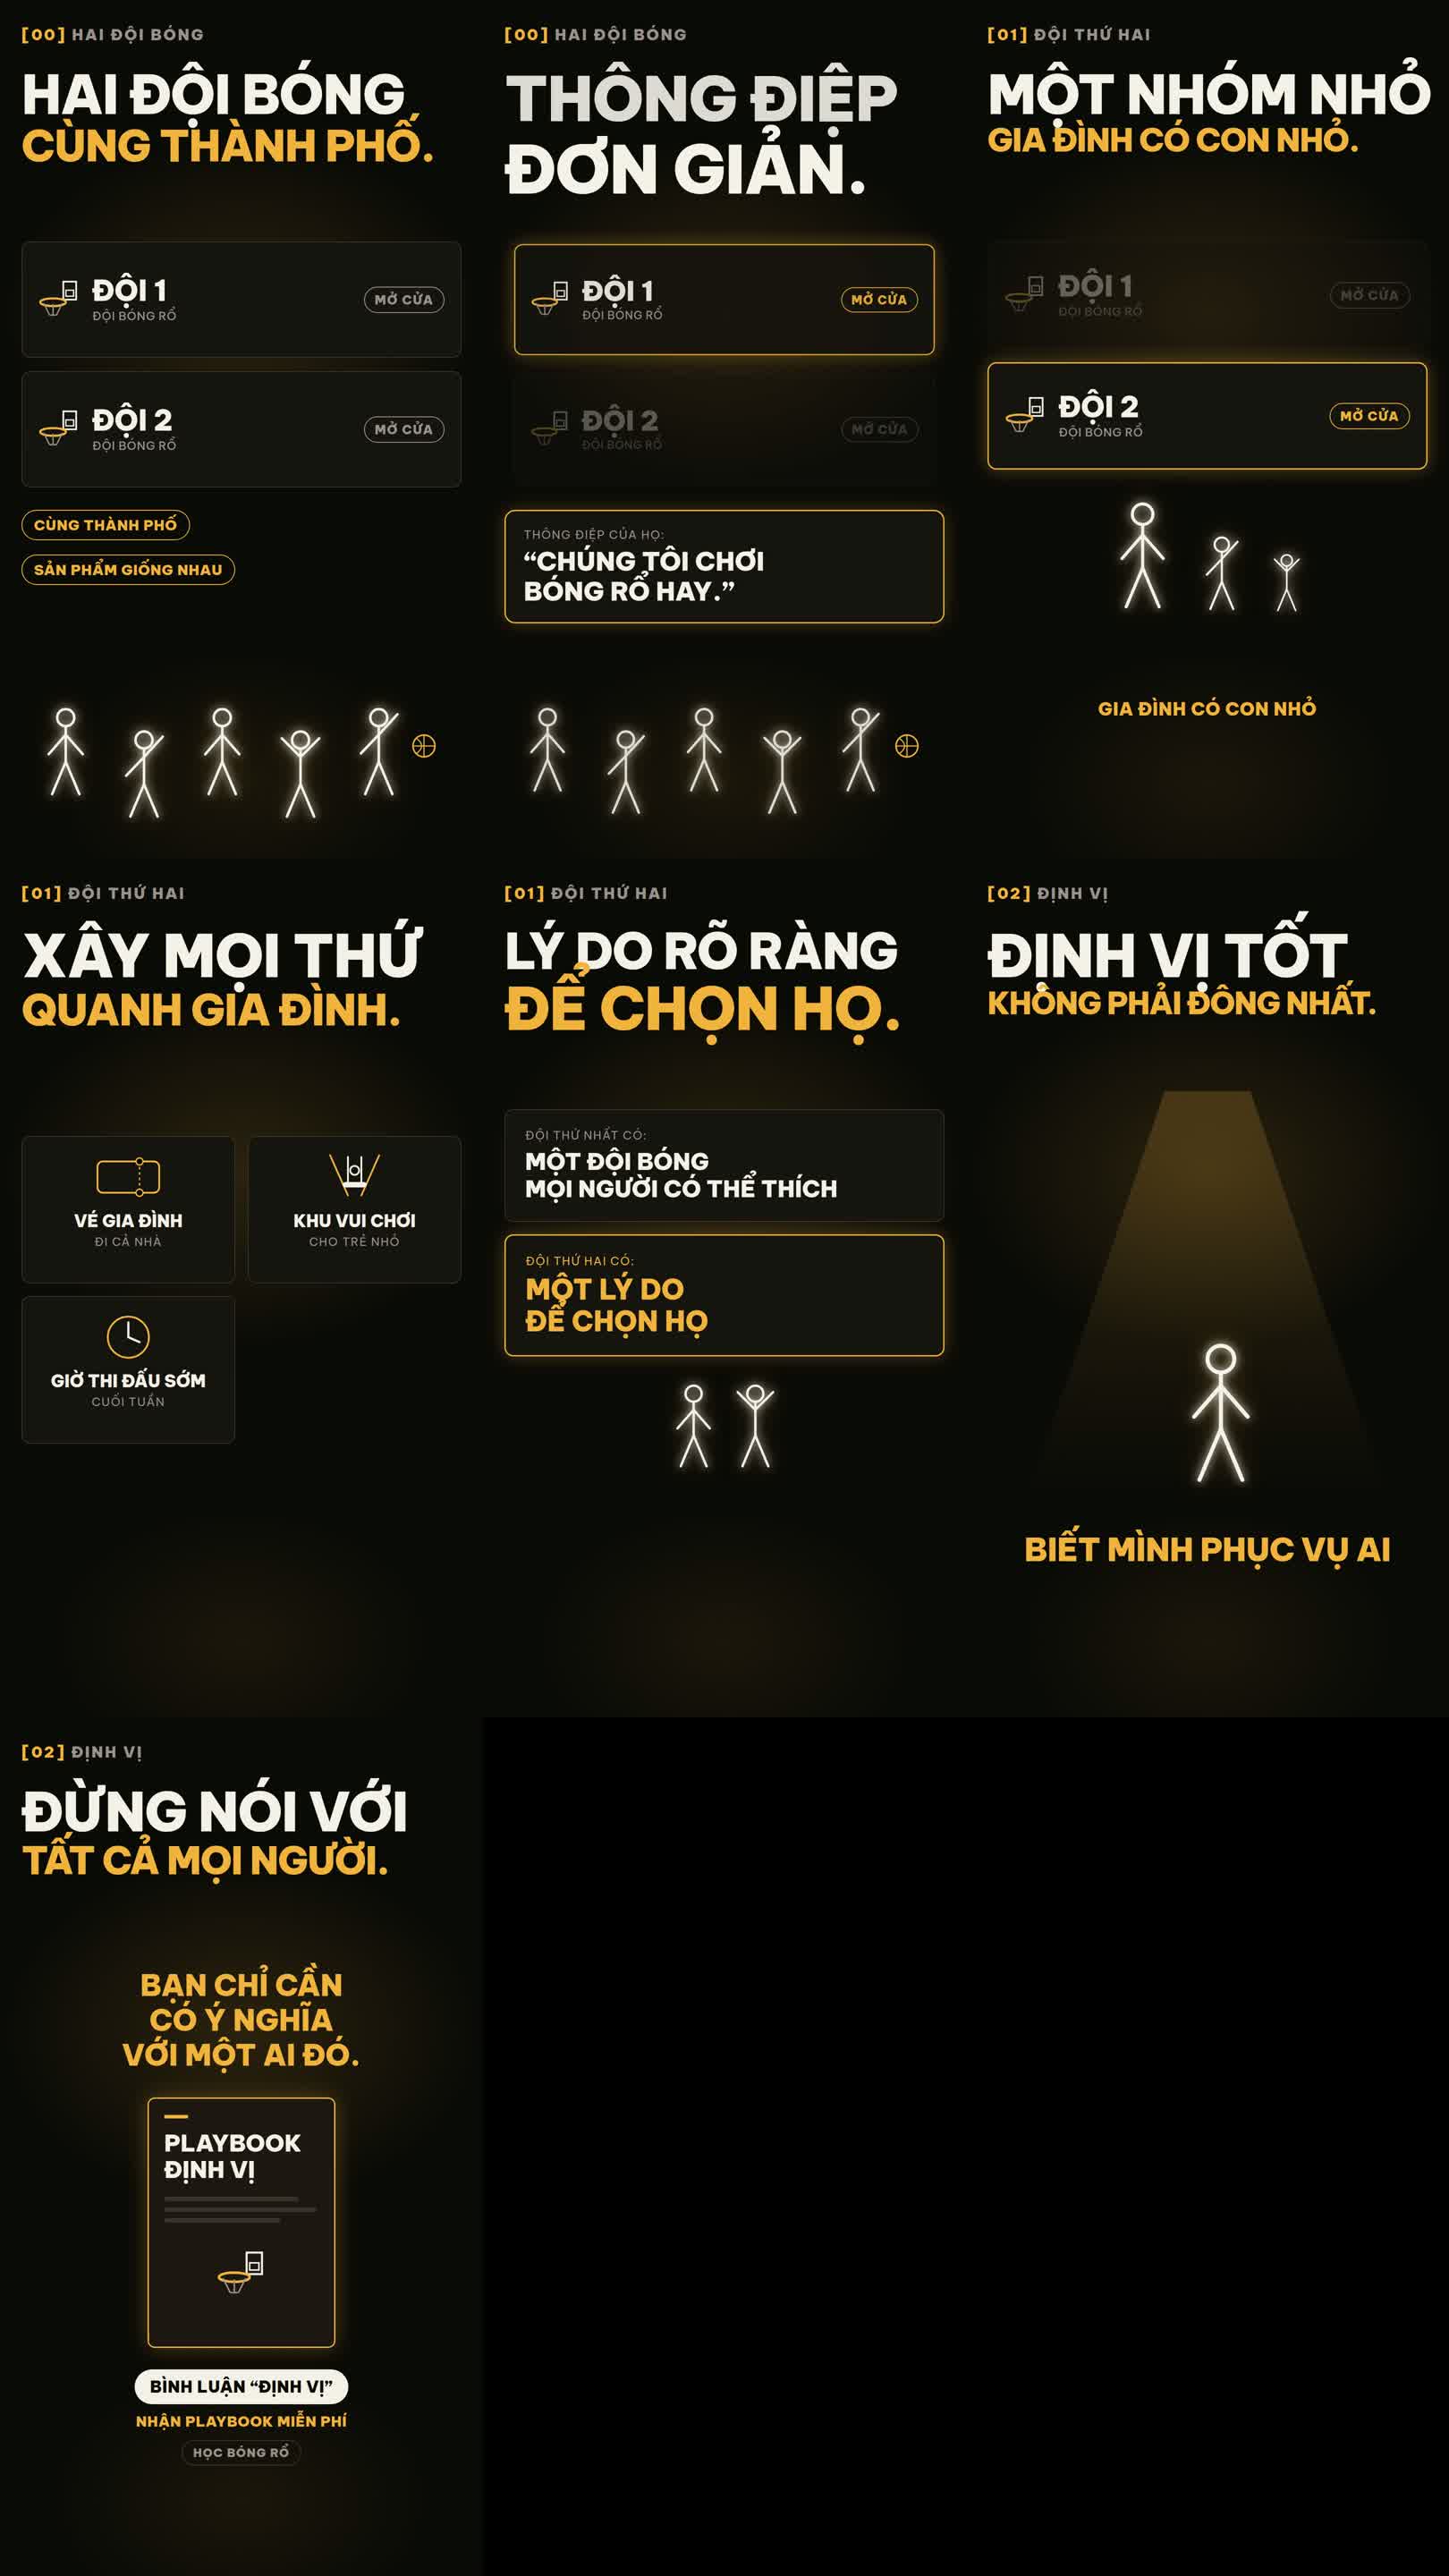 [00] HAI ĐỘI BÓNG
HAI ĐỘI BÓNG
CÙNG THÀNH PHỐ.
ĐỘI 1
ĐỘI BÓNG RỔ
MỞ CỬA
ĐỘI 2
ĐỘI BÓNG RỔ
MỞ CỬA
CÙNG THÀNH PHỐ
SẢN PHẨM GIỐNG NHAU
[00] HAI ĐỘI BÓNG
THÔNG ĐIỆP
ĐƠN GIẢN.
ĐỘI 1
ĐỘI BÓNG RỔ
MỞ CỬA
ĐỘI 2
ĐỘI BÓNG RỔ
MỞ CỬA
THÔNG ĐIỆP CỦA HỌ:
“CHÚNG TÔI CHƠI
BÓNG RỔ HAY.”
[01] ĐỘI THỨ HAI
MỘT NHÓM NHỎ
GIA ĐÌNH CÓ CON NHỎ.
ĐỘI 1
ĐỘI BÓNG RỔ
MỞ CỬA
ĐỘI 2
ĐỘI BÓNG RỔ
MỞ CỬA
GIA ĐÌNH CÓ CON NHỎ
[01] ĐỘI THỨ HAI
XÂY MỌI THỨ
QUANH GIA ĐÌNH.
VÉ GIA ĐÌNH
ĐI CẢ NHÀ
KHU VUI CHƠI
CHO TRẺ NHỎ
GIỜ THI ĐẤU SỚM
CUỐI TUẦN
[01] ĐỘI THỨ HAI
LÝ DO RÕ RÀNG
ĐỂ CHỌN HỌ.
ĐỘI THỨ NHẤT CÓ:
MỘT ĐỘI BÓNG
MỌI NGƯỜI CÓ THỂ THÍCH
ĐỘI THỨ HAI CÓ:
MỘT LÝ DO
ĐỂ CHỌN HỌ
[02] ĐỊNH VỊ
ĐỊNH VỊ TỐT
KHÔNG PHẢI ĐÔNG NHẤT.
BIẾT MÌNH PHỤC VỤ AI
[02] ĐỊNH VỊ
ĐỪNG NÓI VỚI
TẤT CẢ MỌI NGƯỜI.
BẠN CHỈ CẦN
CÓ Ý NGHĨA
VỚI MỘT AI ĐÓ.
PLAYBOOK
ĐỊNH VỊ
BÌNH LUẬN “ĐỊNH VỊ”
NHẬN PLAYBOOK MIỄN PHÍ
HỌC BÓNG RỔ